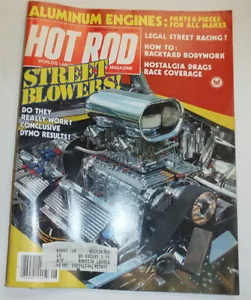 ALUMINUM ENGINES: PARTS & PIECES
FOR ALL MAKES
HOT ROD
MAGAZINE
LEGAL STREET RACING?
HOW TO:
BACKYARD BODYWORK
NOSTALGIA DRAGS
RACE COVERAGE
STREET
BLOWERS!
DO THEY
REALLY WORK?
CONCLUSIVE
DYNO RESULTS!